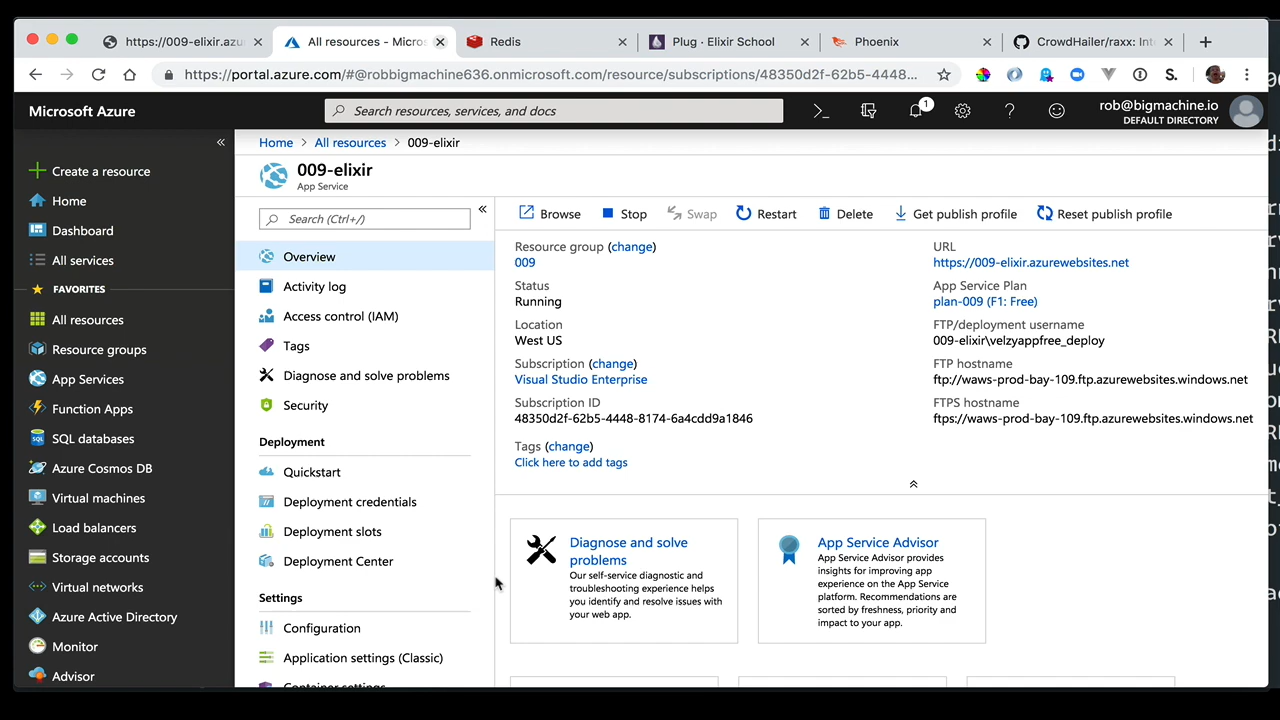 https://009-elixir.azu
All resources - Micros
Redis
Plug · Elixir School
Phoenix
CrowdHailer/raxx: Inte
https://portal.azure.com/#@robbigmachine636.onmicrosoft.com/resource/subscriptions/48350d2f-62b5-4448...
Microsoft Azure
Search resources, services, and docs
1
rob@bigmachine.io
DEFAULT DIRECTORY
Create a resource
Home
Dashboard
All services
FAVORITES
All resources
Resource groups
App Services
Function Apps
SQL databases
Azure Cosmos DB
Virtual machines
Load balancers
Storage accounts
Virtual networks
Azure Active Directory
Monitor
Advisor
Home > All resources > 009-elixir
009-elixir
App Service
Search (Ctrl+/)
Overview
Activity log
Access control (IAM)
Tags
Diagnose and solve problems
Security
Deployment
Quickstart
Deployment credentials
Deployment slots
Deployment Center
Settings
Configuration
Application settings (Classic)
Container settings
Browse
Stop
Swap
Restart
Delete
Get publish profile
Reset publish profile
Resource group (change)
009
Status
Running
Location
West US
Subscription (change)
Visual Studio Enterprise
Subscription ID
48350d2f-62b5-4448-8174-6a4cdd9a1846
Tags (change)
Click here to add tags
URL
https://009-elixir.azurewebsites.net
App Service Plan
plan-009 (F1: Free)
FTP/deployment username
009-elixir\velzyappfree_deploy
FTP hostname
ftp://waws-prod-bay-109.ftp.azurewebsites.windows.net
FTPS hostname
ftps://waws-prod-bay-109.ftp.azurewebsites.windows.net
Diagnose and solve
problems
Our self-service diagnostic and
troubleshooting experience helps
you identify and resolve issues with
your web app.
App Service Advisor
App Service Advisor provides
insights for improving app
experience on the App Service
platform. Recommendations are
sorted by freshness, priority and
impact to your app.